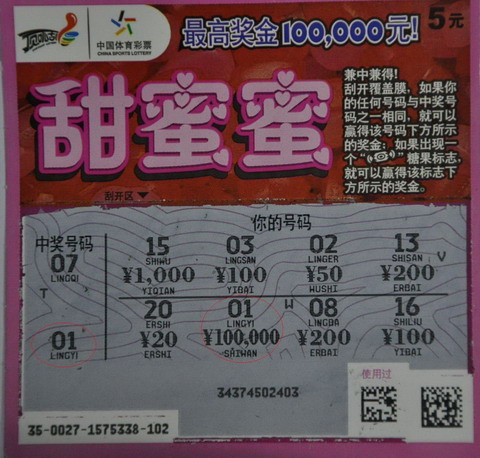 顶呱刮
中国体育彩票
CHINA SPORTS LOTTERY
最高奖金100,000元!
5元
甜蜜蜜
兼中兼得!
刮开覆盖膜,如果你
的任何号码与中奖号
码之一相同,就可以
赢得该号码下方所示
的奖金;如果出现一
个“ ”糖果标志,
就可以赢得该标志下
方所示的奖金。
刮开区
你的号码
中奖号码
07
LINGQI
15
SHIWU
¥1,000
YIQIAN
03
LINGSAN
¥100
YIBAI
02
LINGER
¥50
WUSHI
13
SHISAN
¥200
ERBAI
V
T
W
01
LINGYI
20
ERSHI
¥20
ERSHI
01
LINGYI
¥100,000
SHIWAN
08
LINGBA
¥200
ERBAI
16
SHILIU
¥100
YIBAI
34374502403
使用过
35-0027-1575338-102